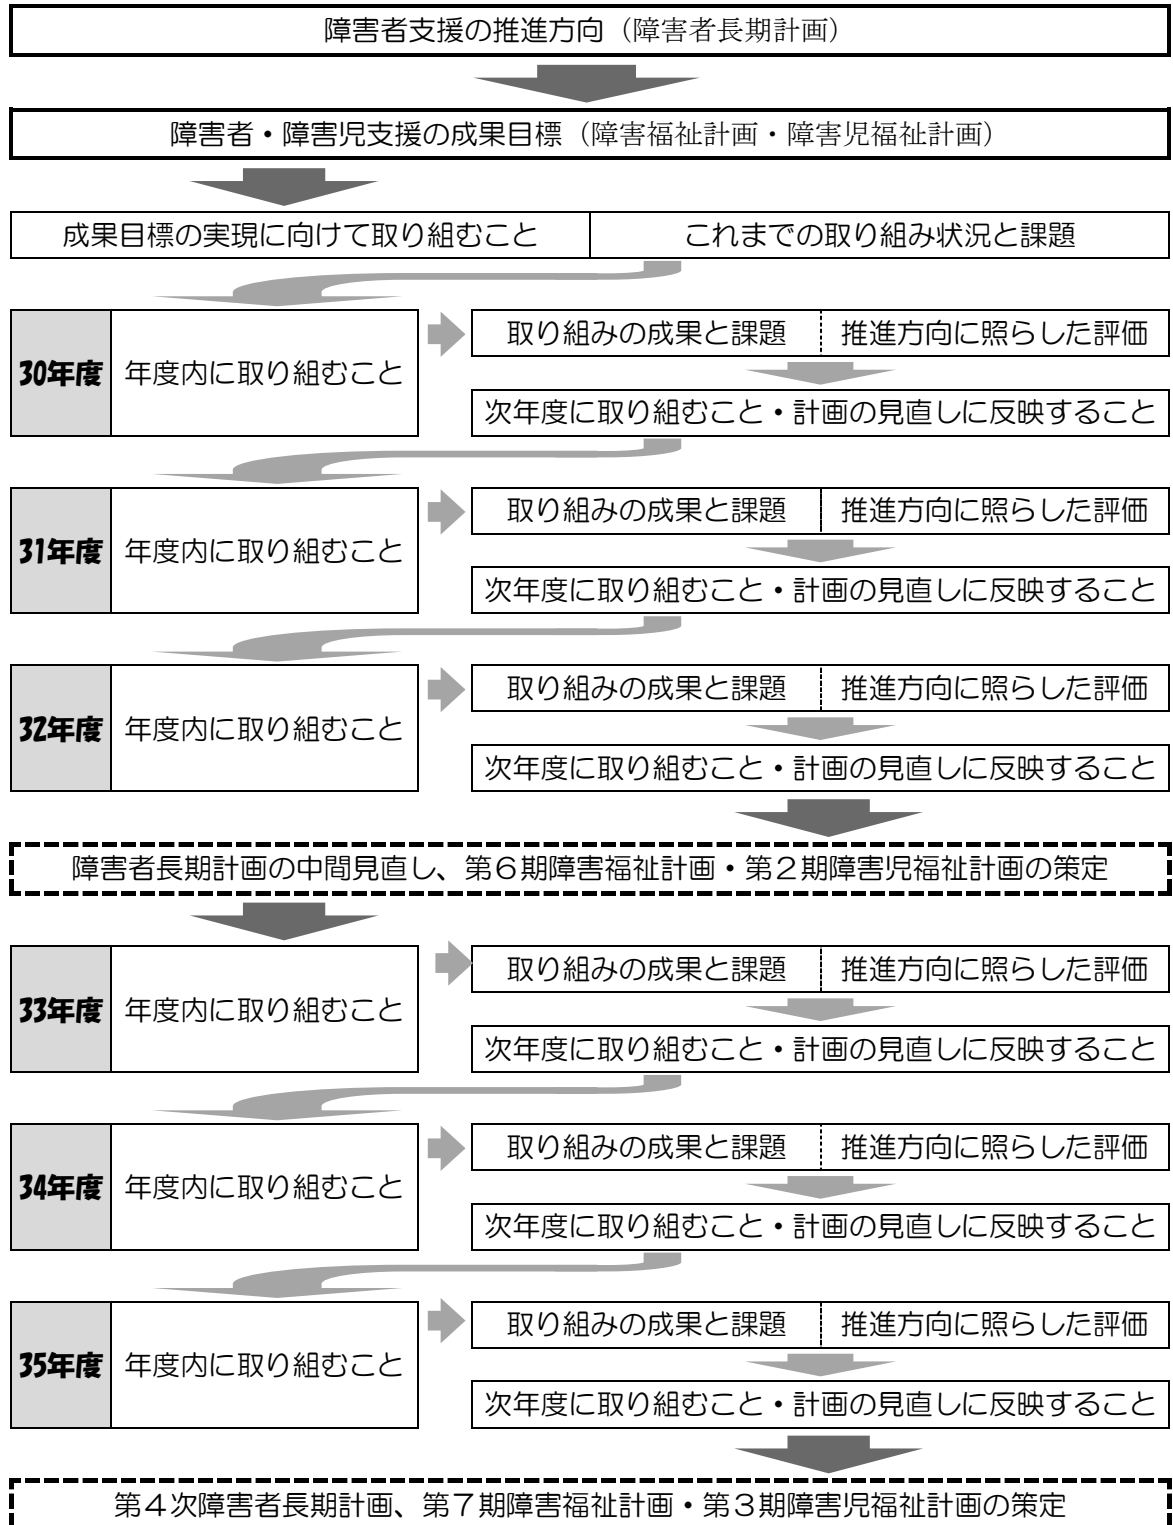 障害者支援の推進方向（障害者長期計画）
障害者・障害児支援の成果目標（障害福祉計画・障害児福祉計画）
成果目標の実現に向けて取り組むこと
これまでの取り組み状況と課題
30年度
年度内に取り組むこと
取り組みの成果と課題
推進方向に照らした評価
次年度に取り組むこと・計画の見直しに反映すること
31年度
年度内に取り組むこと
取り組みの成果と課題
推進方向に照らした評価
次年度に取り組むこと・計画の見直しに反映すること
32年度
年度内に取り組むこと
取り組みの成果と課題
推進方向に照らした評価
次年度に取り組むこと・計画の見直しに反映すること
障害者長期計画の中間見直し、第６期障害福祉計画・第２期障害児福祉計画の策定
33年度
年度内に取り組むこと
取り組みの成果と課題
推進方向に照らした評価
次年度に取り組むこと・計画の見直しに反映すること
34年度
年度内に取り組むこと
取り組みの成果と課題
推進方向に照らした評価
次年度に取り組むこと・計画の見直しに反映すること
35年度
年度内に取り組むこと
取り組みの成果と課題
推進方向に照らした評価
次年度に取り組むこと・計画の見直しに反映すること
第４次障害者長期計画、第７期障害福祉計画・第３期障害児福祉計画の策定